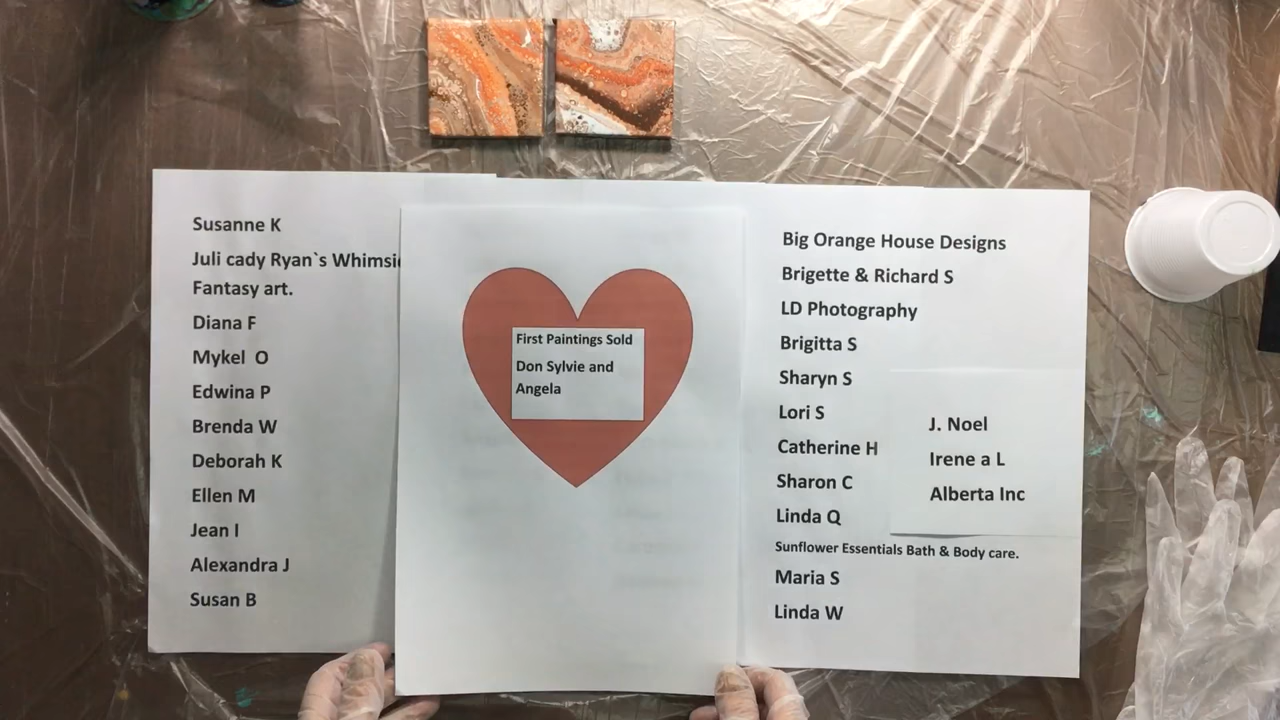 Susanne K
Juli cady Ryan`s
Fantasy art.
Diana F
Mykel O
Edwina P
Brenda W
Deborah K
Ellen M
Jean I
Alexandra J
Susan B
First Paintings Sold
Don Sylvie and
Angela
Big Orange House Designs
Brigette & Richard S
LD Photography
Brigitta S
Sharyn S
Lori S
Catherine H
Sharon C
Linda Q
Sunflower Essentials Bath & Body care.
Maria S
Linda W
J. Noel
Irene a L
Alberta Inc